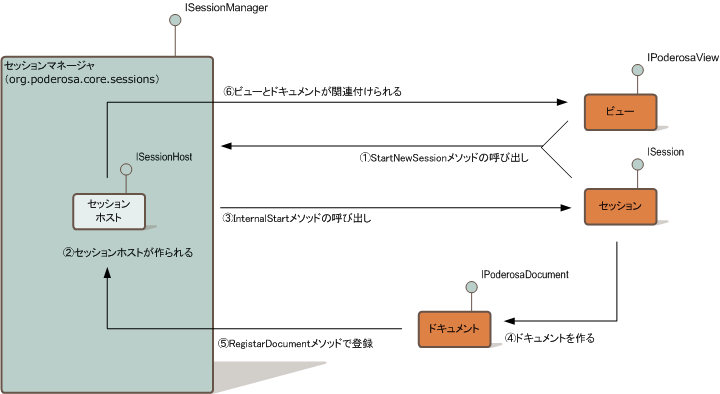 ISessionManager
セッションマネージャ
(org.poderosa.core.sessions)
IPoderosaView
⑥ビューとドキュメントが関連付けられる
ビュー
①StartNewSessionメソッドの呼び出し
ISessionHost
ISession
セッション
ホスト
セッション
③InternalStartメソッドの呼び出し
②セッションホストが作られる
IPoderosaDocument
ドキュメント
④ドキュメントを作る
⑤RegistarDocumentメソッドで登録